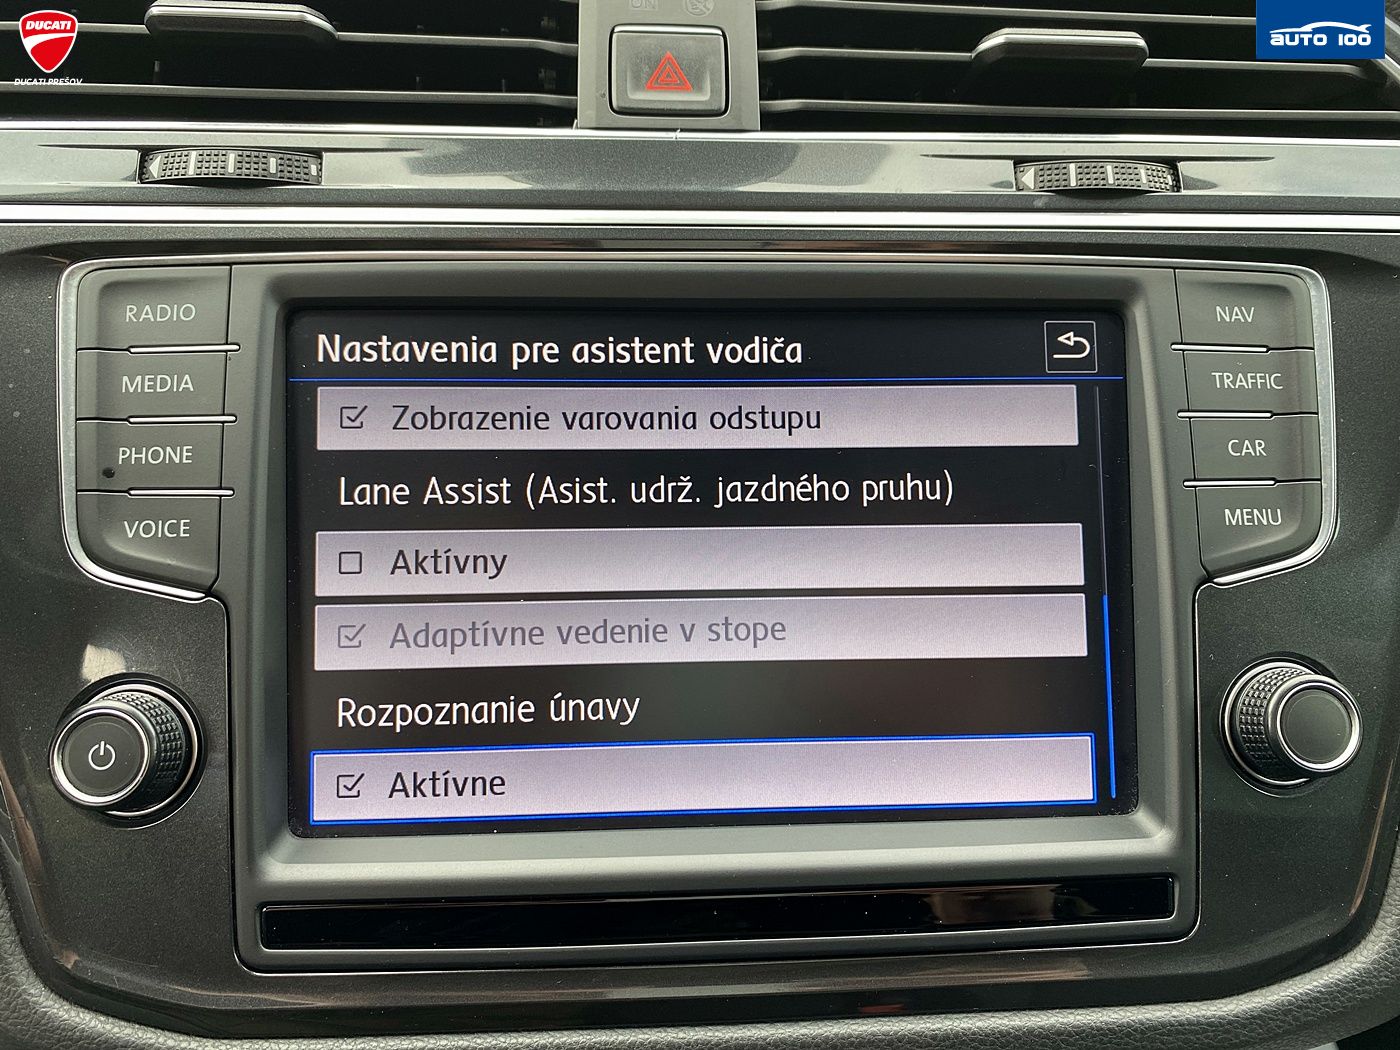 DUCATI
DUCATI PREŠOV
AUTO 100
RADIO
MEDIA
PHONE
VOICE
Nastavenia pre asistent vodiča
Zobrazenie varovania odstupu
Lane Assist (Asist. udrž. jazdného pruhu)
Aktívny
Adaptívne vedenie v stope
Rozpoznanie únavy
Aktívne
NAV
TRAFFIC
CAR
MENU